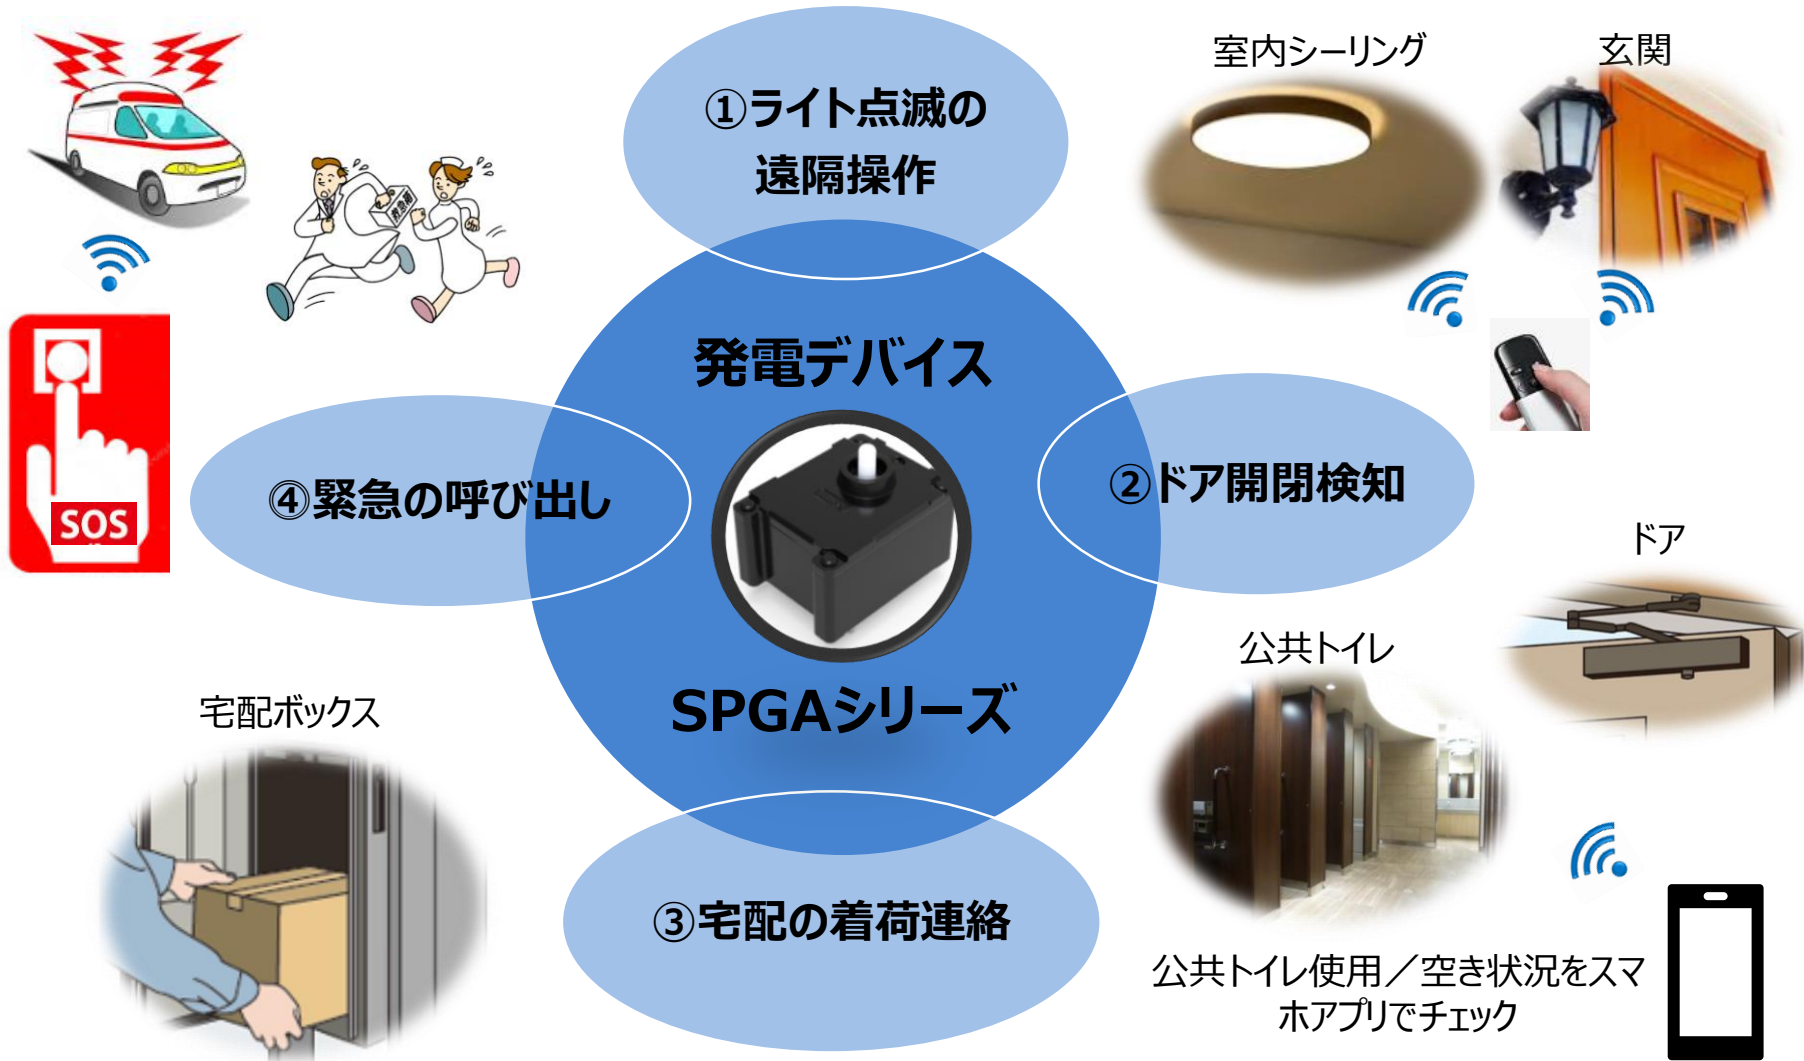 ①ライト点滅の
遠隔操作
室内シーリング
玄関
発電デバイス
SPGAシリーズ
②ドア開閉検知
④緊急の呼び出し
SOS
ドア
公共トイレ
宅配ボックス
③宅配の着荷連絡
公共トイレ使用／空き状況をスマ
ホアプリでチェック